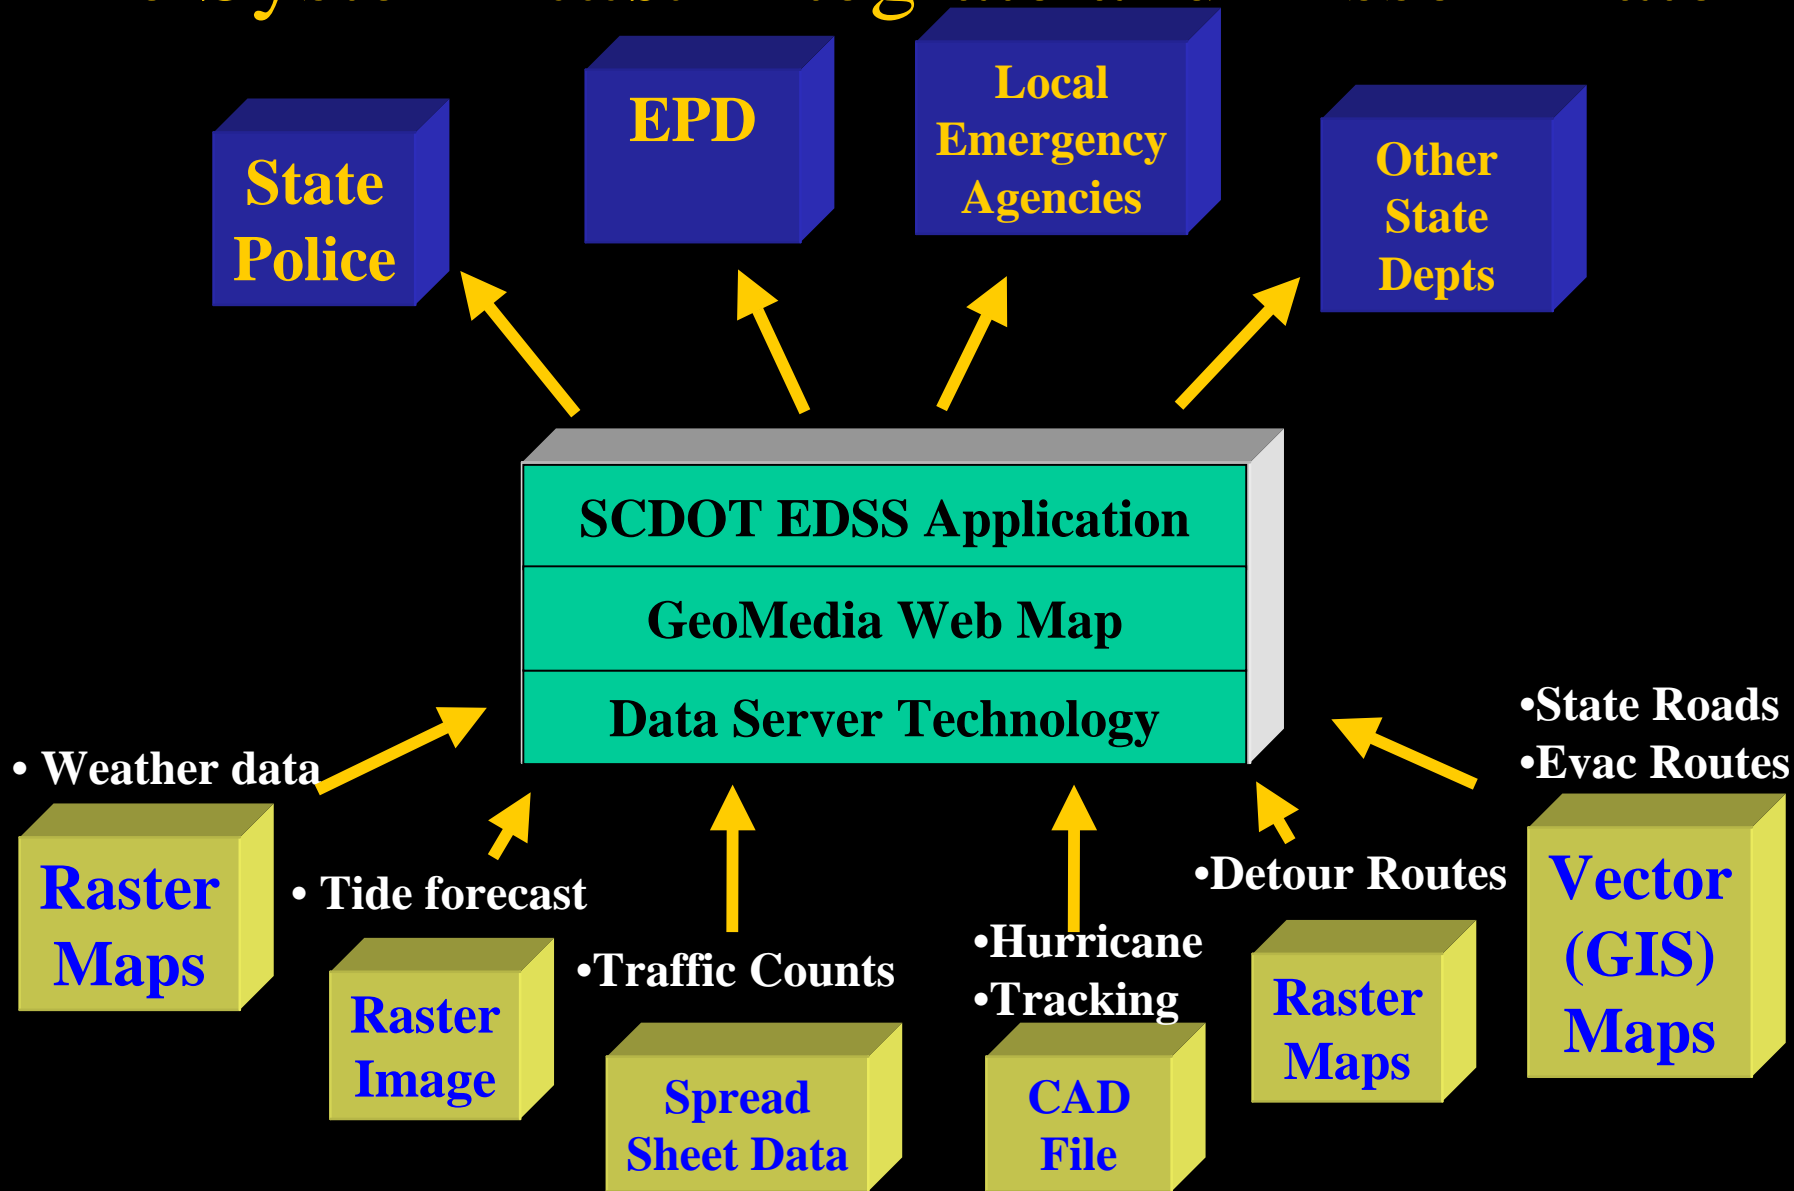 State
Police
EPD
Local
Emergency
Agencies
Other
State
Depts
SCDOT EDSS Application
GeoMedia Web Map
Data Server Technology
• Weather data
Raster
Maps
• Tide forecast
Raster
Image
•Traffic Counts
Spread
Sheet Data
•Hurricane
•Tracking
CAD
File
•Detour Routes
Raster
Maps
•State Roads
•Evac Routes
Vector
(GIS)
Maps